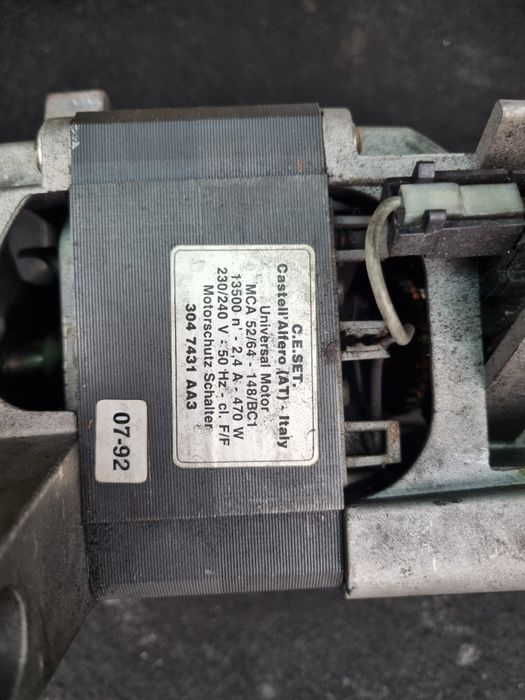 C.E.SET.
Castell'Alfero (AT) - Italy
Universal Motor
MCA 52/64 - 148/BC1
13500 n' - 2,4 A - 470 W
230/240 V - 50 Hz - cl. F/F
Motorschutz Schalter
304 7431 AA3
07-92